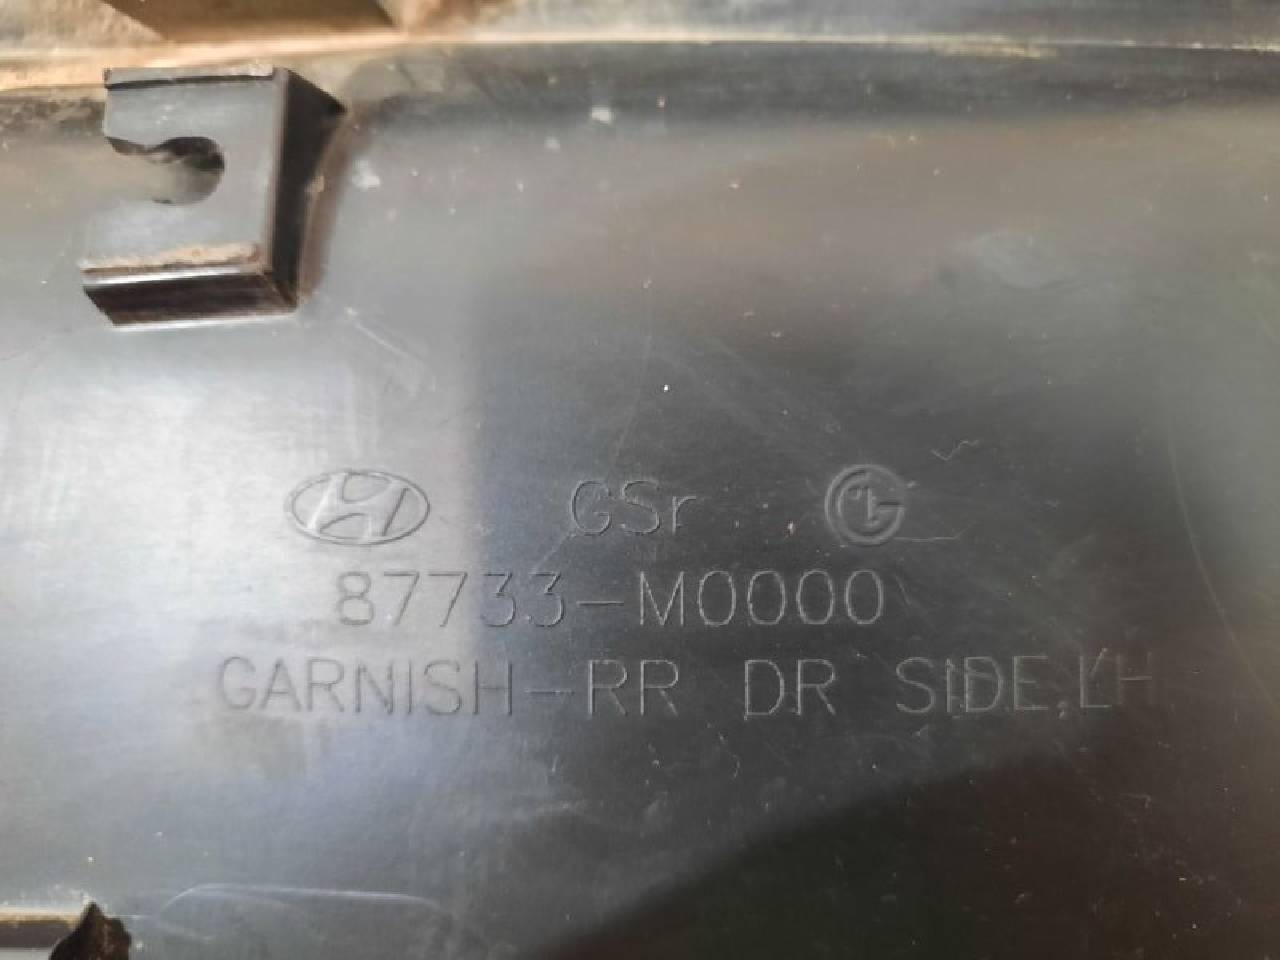 GSr
87733-M0000
GARNISH-RR DR SIDE,LH